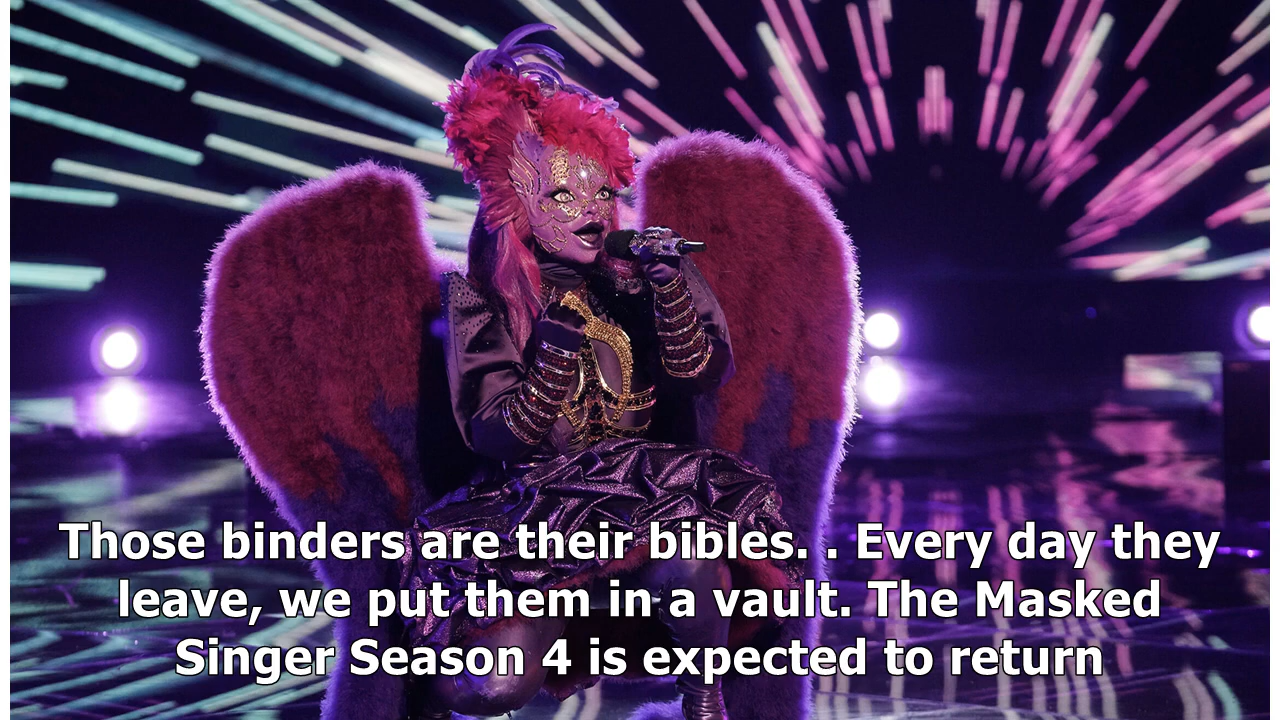 Those binders are their bibles. . Every day they
leave, we put them in a vault. The Masked
Singer Season 4 is expected to return